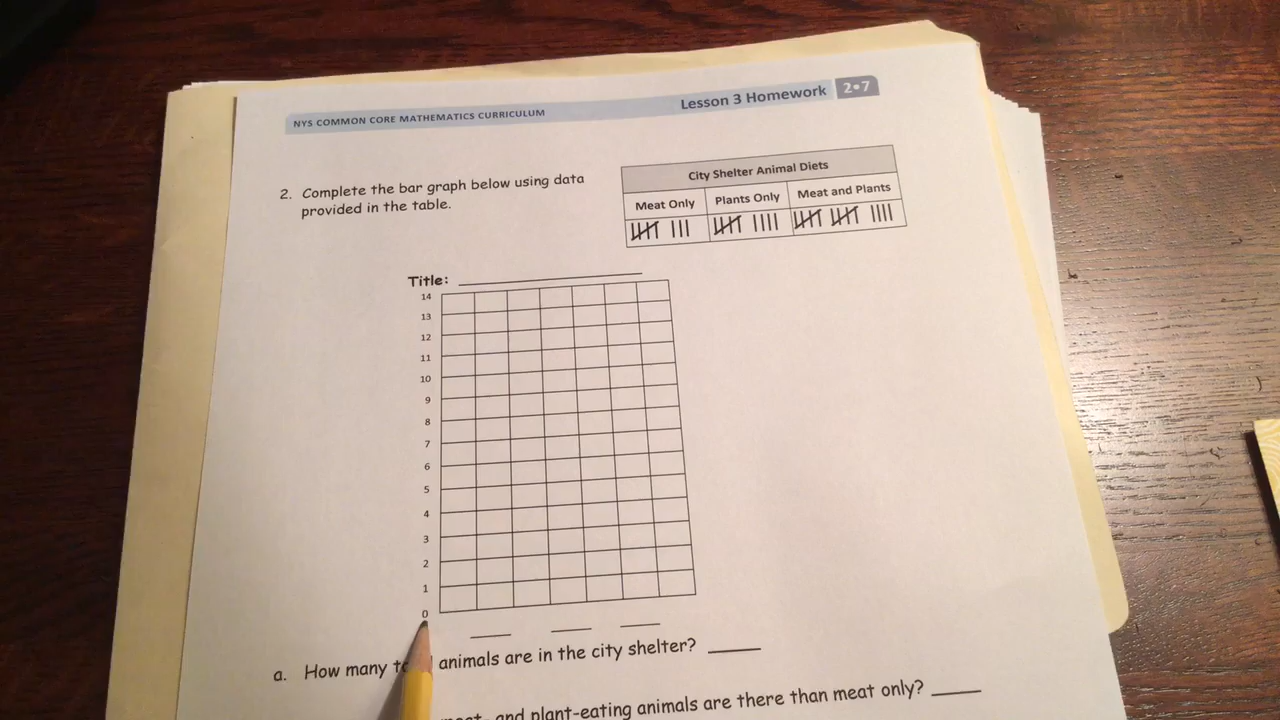 NYS COMMON CORE MATHEMATICS CURRICULUM
Lesson 3 Homework 2•7
2. Complete the bar graph below using data
provided in the table.
City Shelter Animal Diets
Meat Only Plants Only Meat and Plants
Title:
14
13
12
11
10
9
8
7
6
5
4
3
2
1
0
a. How many animals are in the city shelter?
and plant-eating animals are there than meat only?